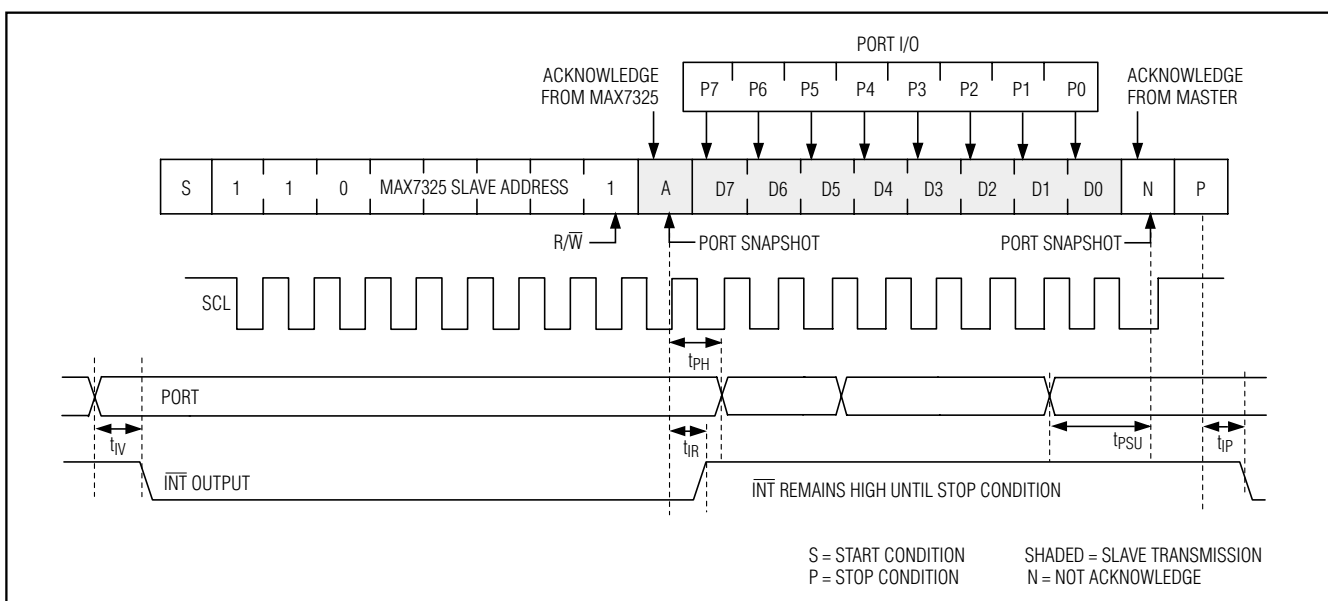 PORT I/O
ACKNOWLEDGE
FROM MAX7325
P7 P6 P5 P4 P3 P2 P1 P0
ACKNOWLEDGE
FROM MASTER
S 1 1 0 MAX7325 SLAVE ADDRESS 1 A D7 D6 D5 D4 D3 D2 D1 D0 N P
R/W̅ PORT SNAPSHOT PORT SNAPSHOT
SCL
tPH
PORT
tIV tIR tPSU tIP
I̅N̅T̅ OUTPUT I̅N̅T̅ REMAINS HIGH UNTIL STOP CONDITION
S = START CONDITION SHADED = SLAVE TRANSMISSION
P = STOP CONDITION N = NOT ACKNOWLEDGE